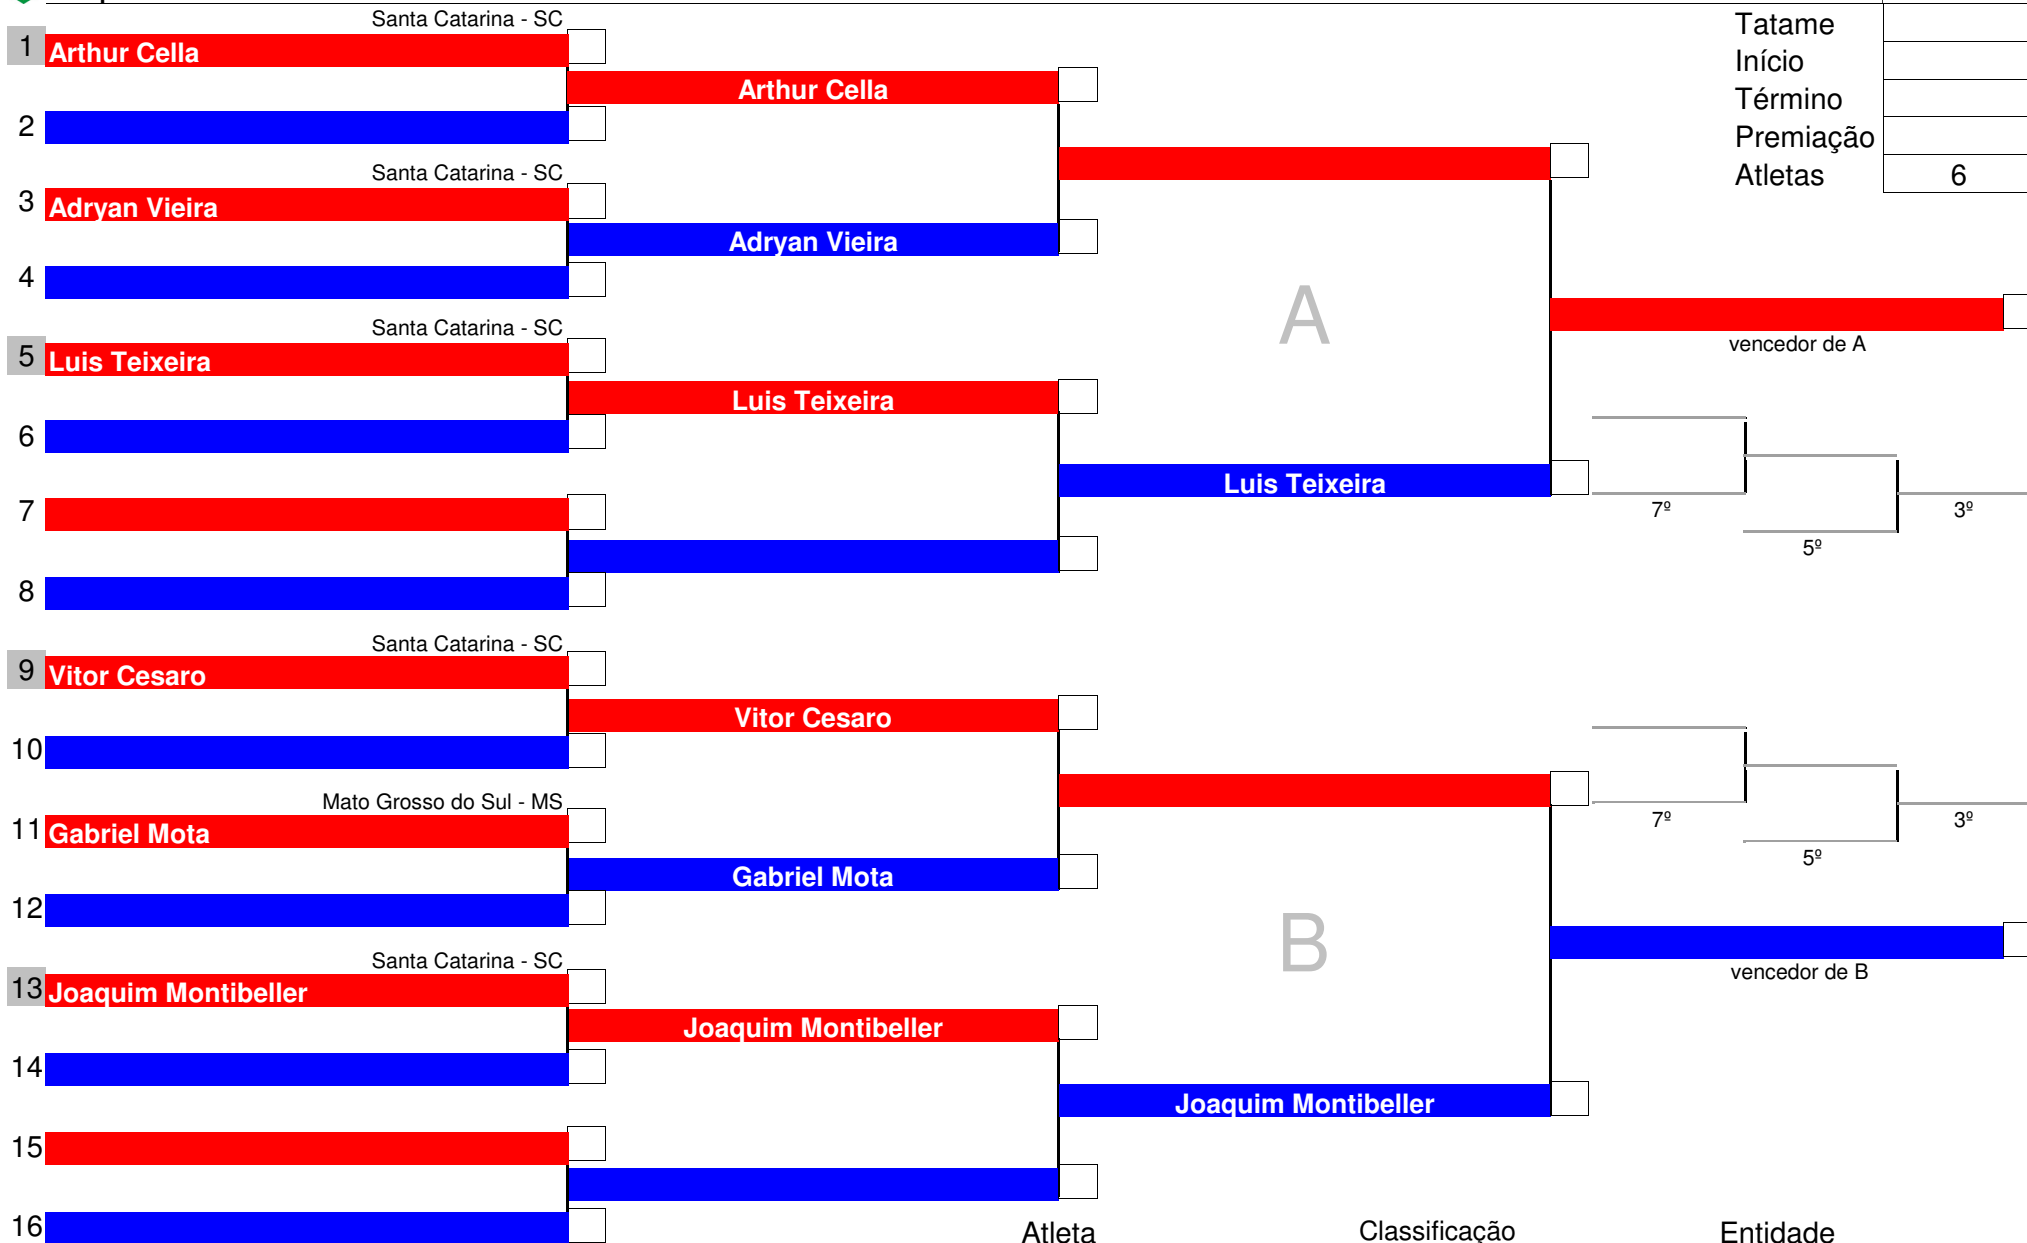 Santa Catarina - SC
Tatame
1 Arthur Cella
Início
Arthur Cella
Término
2
Premiação
Santa Catarina - SC
Atletas 6
3 Adryan Vieira
Adryan Vieira
4
A
Santa Catarina - SC
vencedor de A
5 Luis Teixeira
Luis Teixeira
6
Luis Teixeira
7
7º 3º
5º
8
Santa Catarina - SC
9 Vitor Cesaro
Vitor Cesaro
10
Mato Grosso do Sul - MS
7º 3º
11 Gabriel Mota
5º
Gabriel Mota
12
B
Santa Catarina - SC
vencedor de B
13 Joaquim Montibeller
Joaquim Montibeller
14
Joaquim Montibeller
15
16
Atleta Classificação Entidade